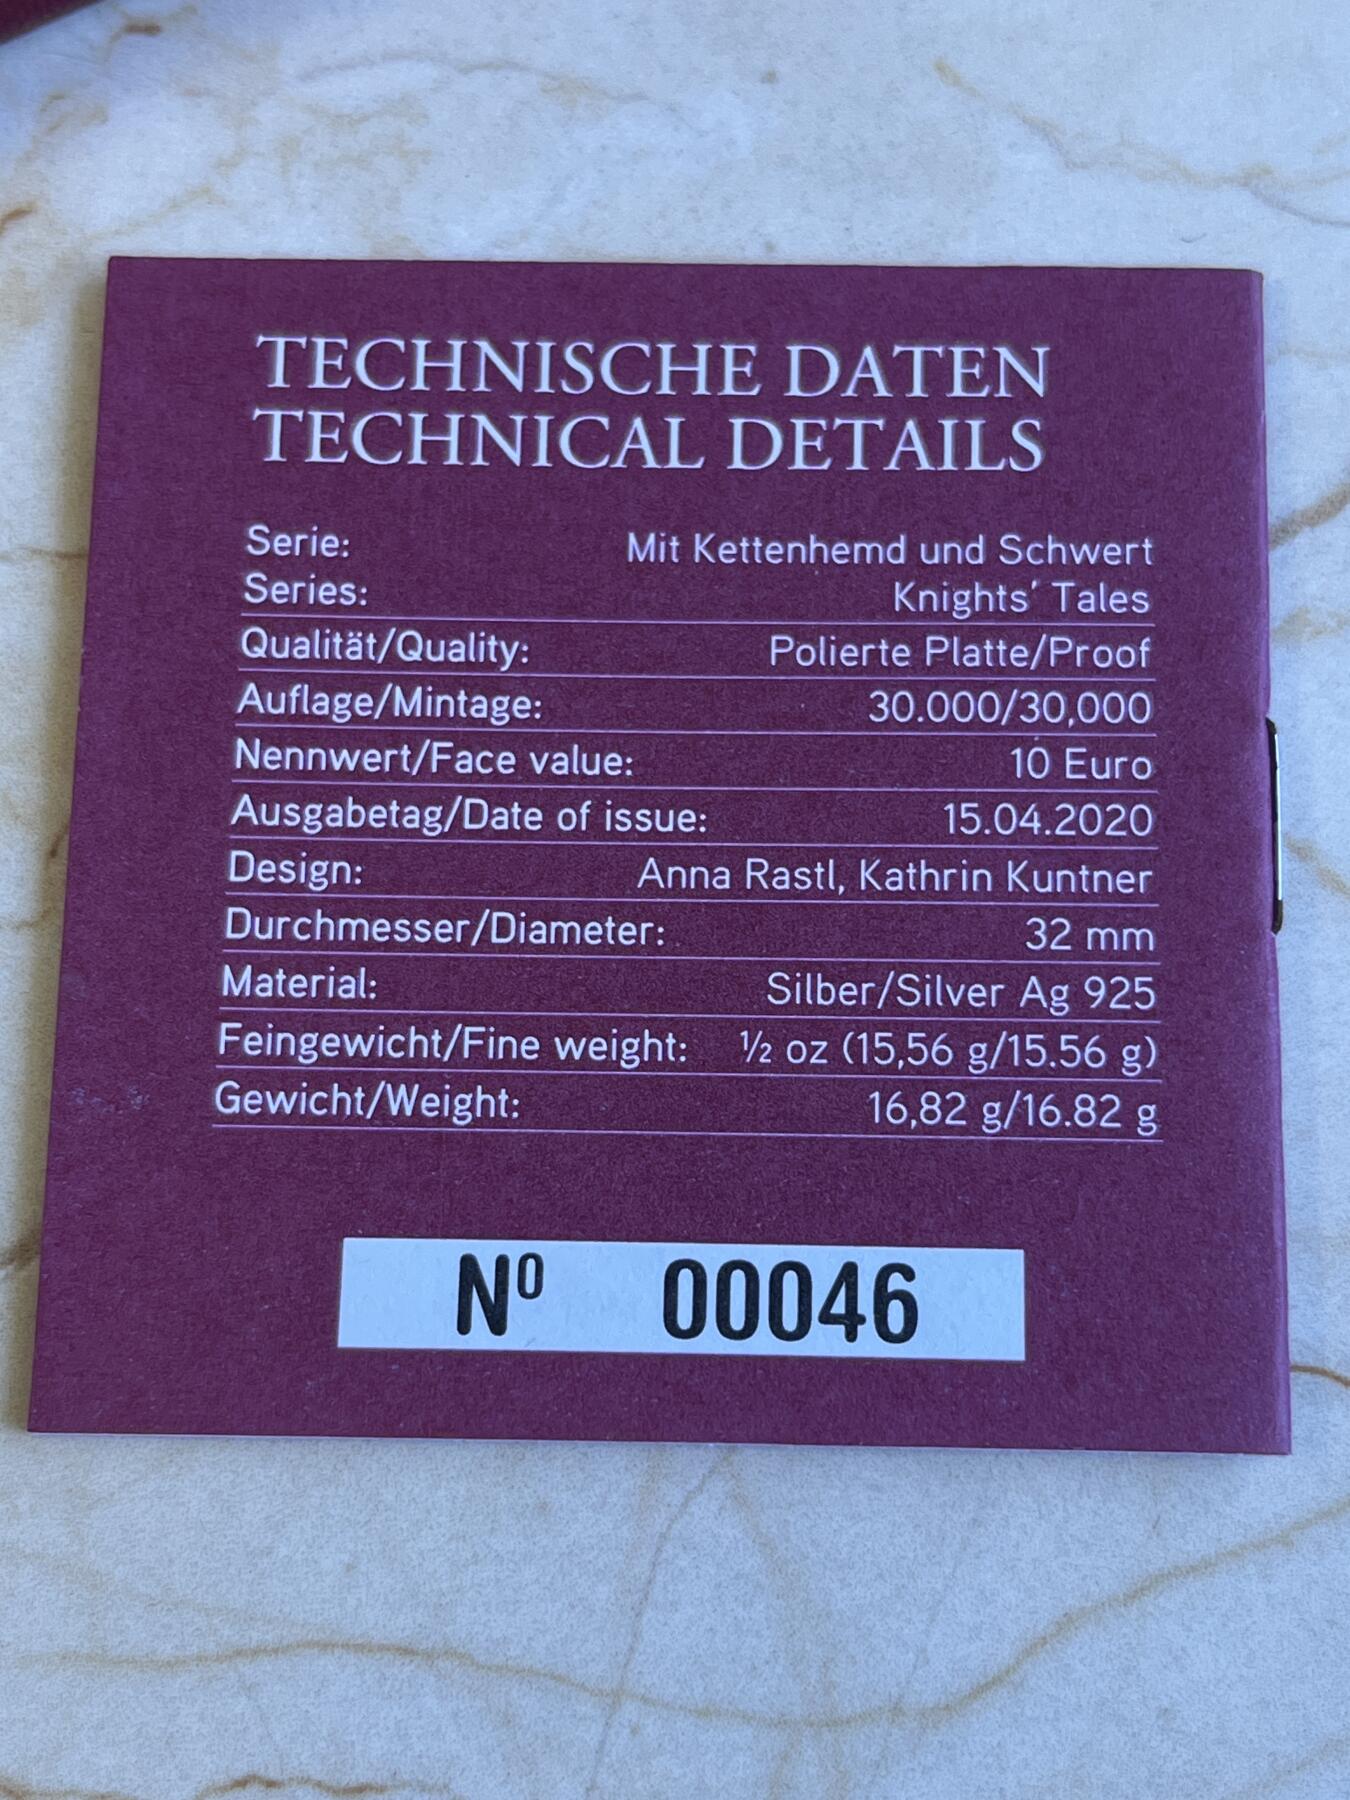 TECHNISCHE DATEN
TECHNICAL DETAILS
Serie: Mit Kettenhemd und Schwert
Series: Knights' Tales
Qualität/Quality: Polierte Platte/Proof
Auflage/Mintage: 30.000/30,000
Nennwert/Face value: 10 Euro
Ausgabetag/Date of issue: 15.04.2020
Design: Anna Rastl, Kathrin Kuntner
Durchmesser/Diameter: 32 mm
Material: Silber/Silver Ag 925
Feingewicht/Fine weight: ½ oz (15,56 g/15.56 g)
Gewicht/Weight: 16,82 g/16.82 g
Nº 00046